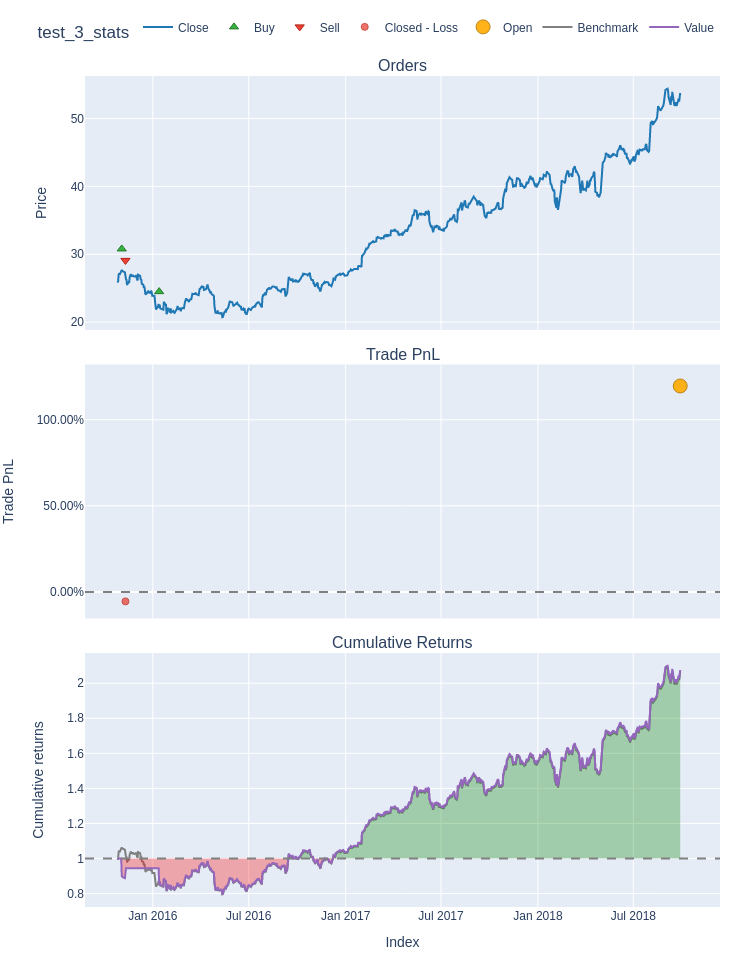 test_3_stats
Close Buy Sell Closed - Loss Open Benchmark Value
Orders
50
40
30
20
Price
Trade PnL
100.00%
50.00%
0.00%
Trade PnL
Cumulative Returns
2
1.8
1.6
1.4
1.2
1
0.8
Cumulative returns
Jan 2016 Jul 2016 Jan 2017 Jul 2017 Jan 2018 Jul 2018
Index